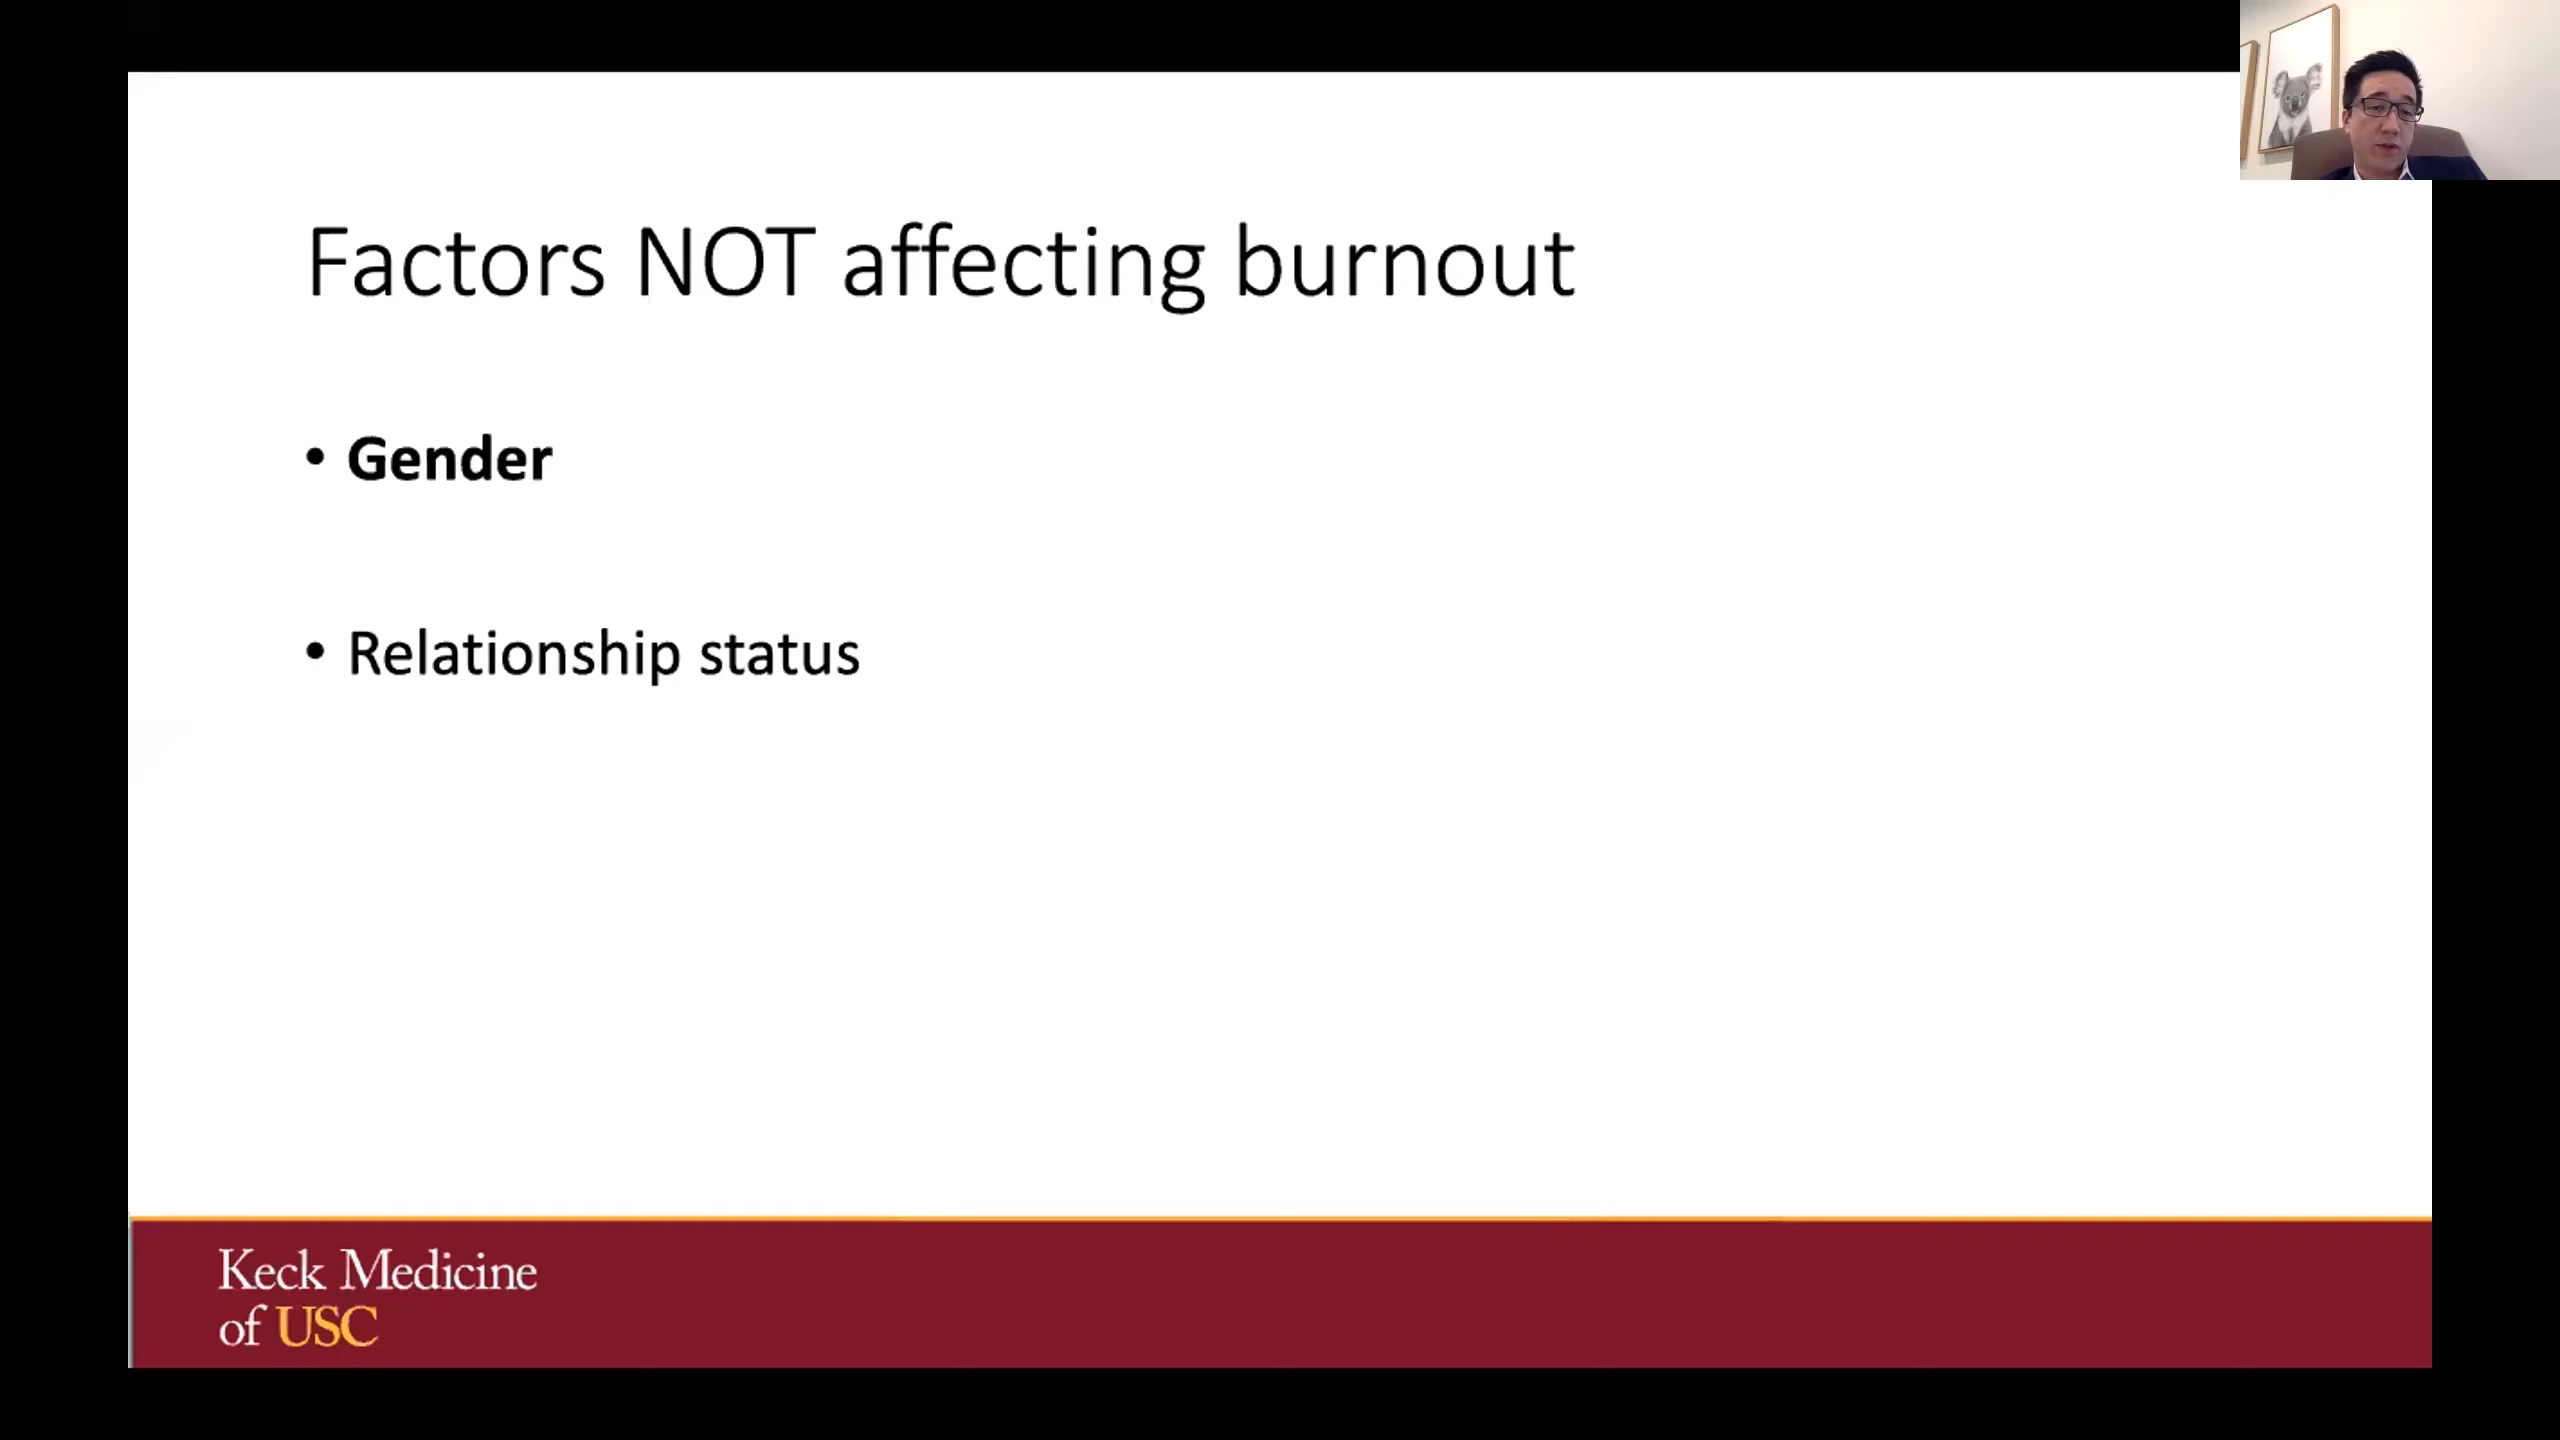 Factors NOT affecting burnout
• Gender
• Relationship status
Keck Medicine
of USC